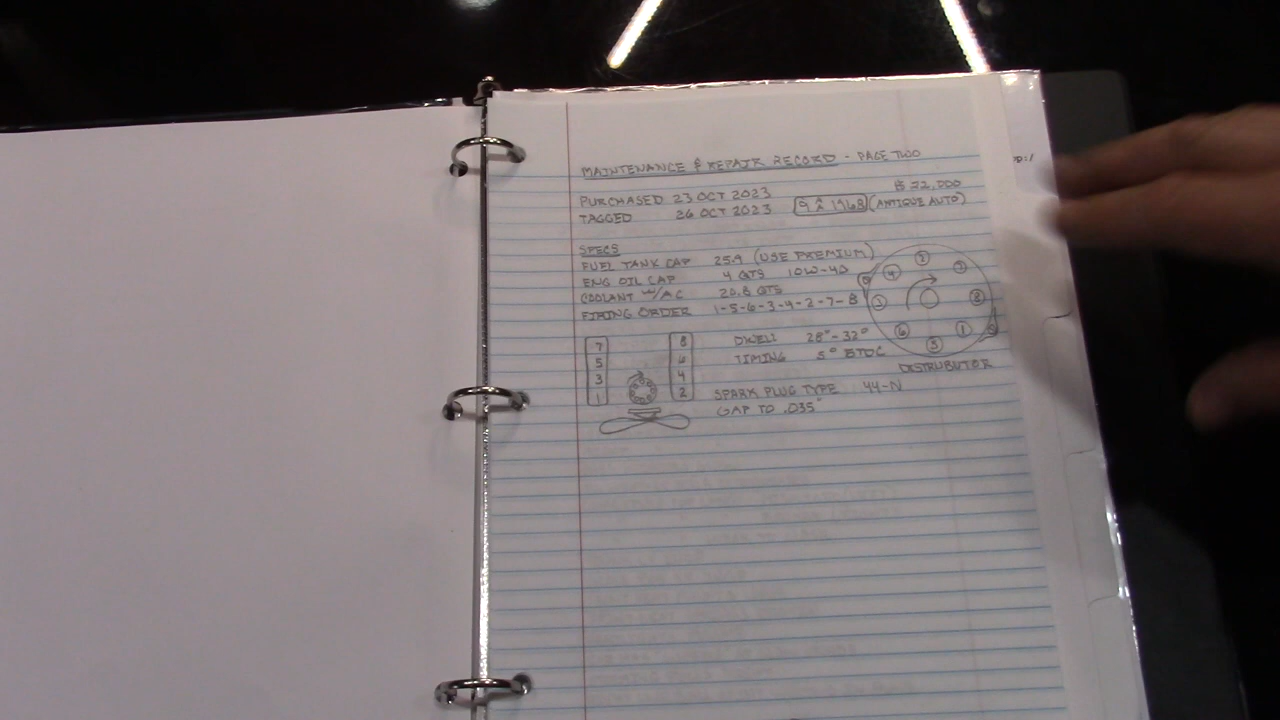 MAINTENANCE & REPAIR RECORD - PAGE TWO
PURCHASED 23 OCT 2023 $ 22,000
TAGGED 26 OCT 2023 1968 (ANTIQUE AUTO)
SPECS
FUEL TANK CAP 25.9 (USE PREMIUM)
ENG OIL CAP 4 QTS 10W-40
COOLANT W/AC 20.8 QTS
FIRING ORDER 1-5-6-3-4-2-7-8
7 8 DWELL 28°-32°
5 6 TIMING 5° BTDC
3 4
1 2 SPARK PLUG TYPE 44-N
GAP TO .035"
DISTRUBUTOR